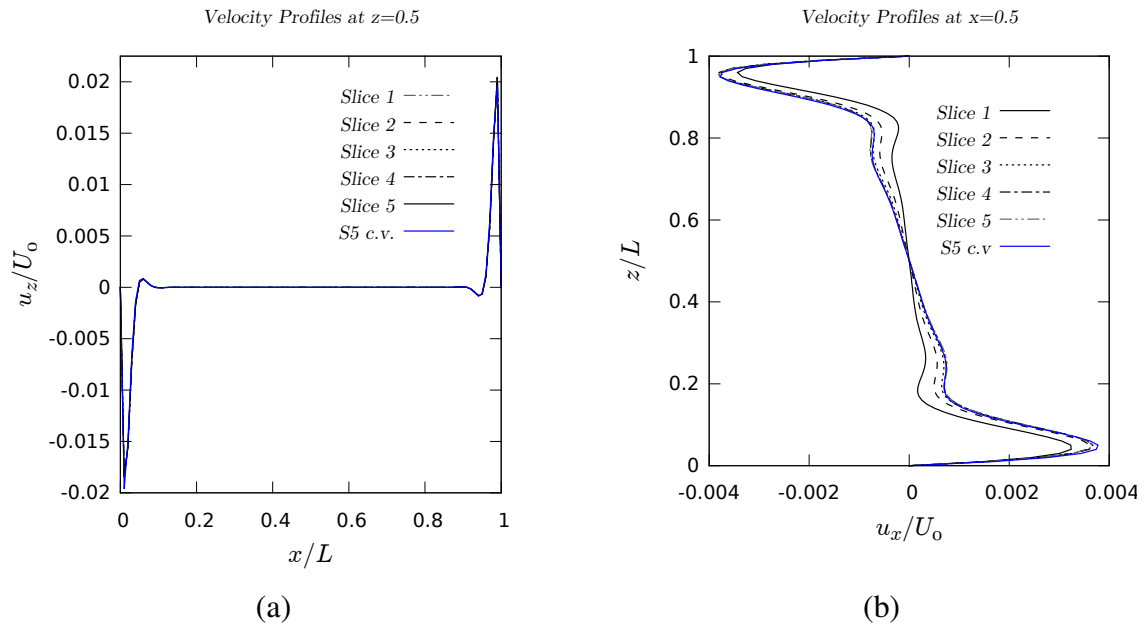 Velocity Profiles at z=0.5
0.02
0.015
0.01
0.005
0
-0.005
-0.01
-0.015
-0.02
u_z/U_o
Slice 1
Slice 2
Slice 3
Slice 4
Slice 5
S5 c.v.
0 0.2 0.4 0.6 0.8 1
x/L
(a)
Velocity Profiles at x=0.5
1
0.8
0.6
0.4
0.2
0
z/L
Slice 1
Slice 2
Slice 3
Slice 4
Slice 5
S5 c.v
-0.004 -0.002 0 0.002 0.004
u_x/U_o
(b)